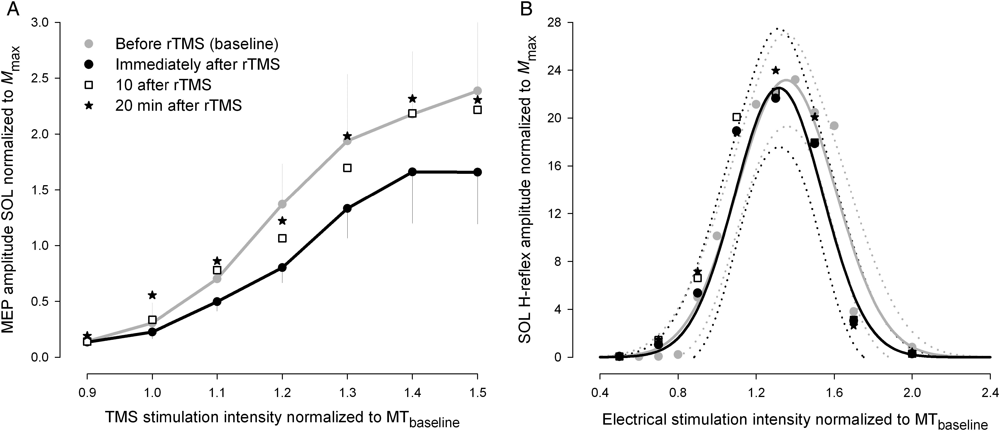 A
MEP amplitude SOL normalized to Mmax
3.0
2.5
2.0
1.5
1.0
0.5
0.0
Before rTMS (baseline)
Immediately after rTMS
10 after rTMS
20 min after rTMS
0.9 1.0 1.1 1.2 1.3 1.4 1.5
TMS stimulation intensity normalized to MTbaseline
B
SOL H-reflex amplitude normalized to Mmax
28
24
20
16
12
8
4
0
0.4 0.8 1.2 1.6 2.0 2.4
Electrical stimulation intensity normalized to MTbaseline